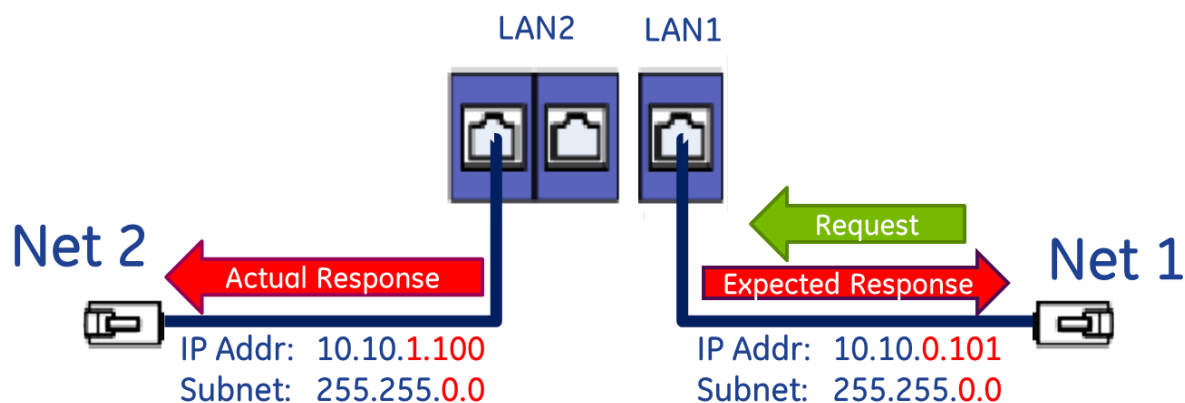 LAN2 LAN1
Request
Net 2
Net 1
Actual Response
Expected Response
IP Addr: 10.10.1.100
Subnet: 255.255.0.0
IP Addr: 10.10.0.101
Subnet: 255.255.0.0